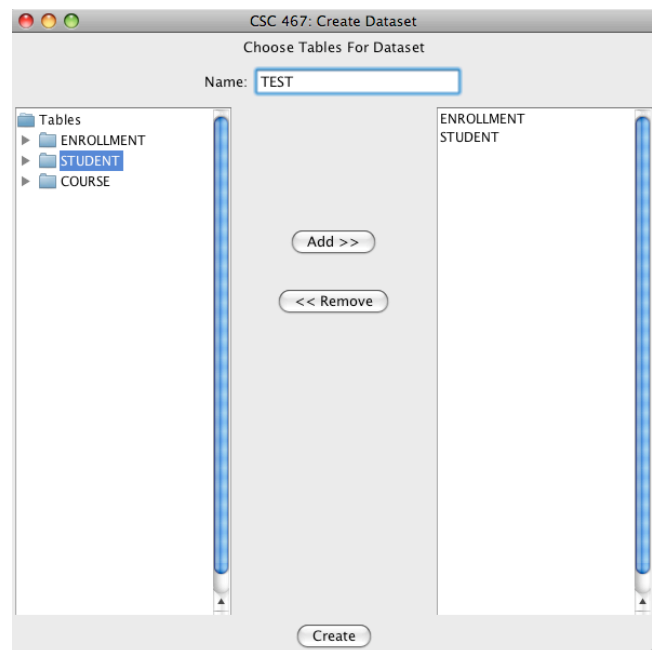 CSC 467: Create Dataset
Choose Tables For Dataset
Name: TEST
Tables
ENROLLMENT
STUDENT
COURSE
Add >>
<< Remove
ENROLLMENT
STUDENT
Create